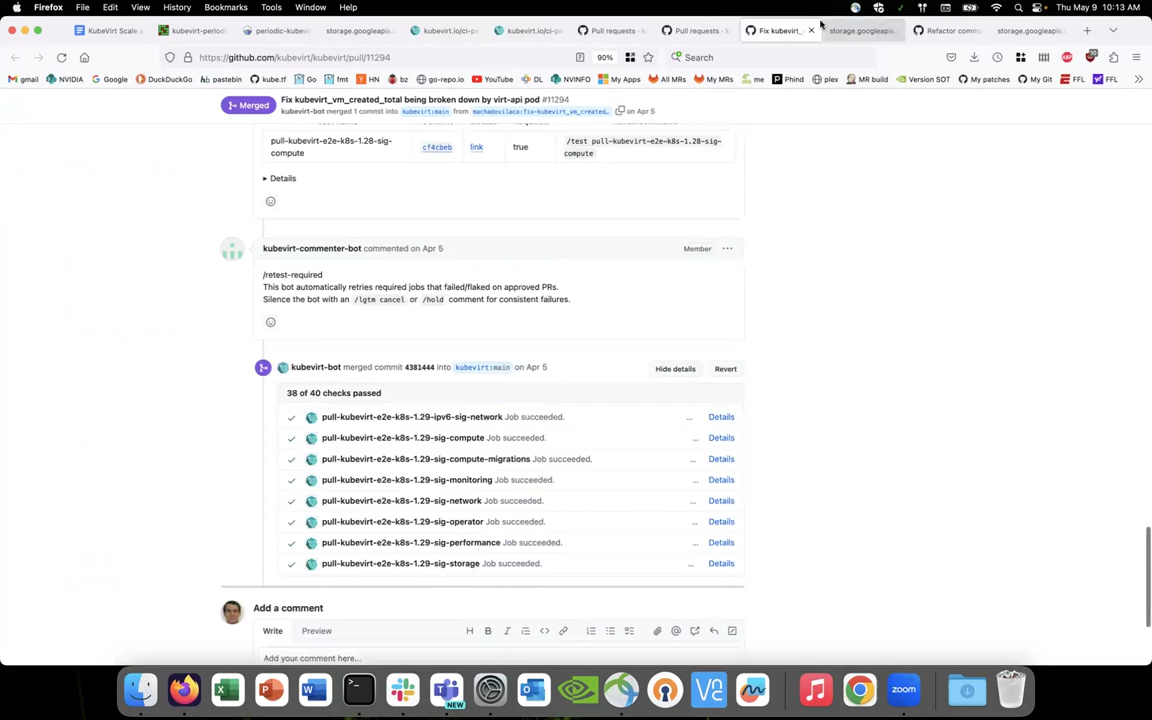 Firefox File Edit View History Bookmarks Tools Window Help Thu May 9 10:13 AM
KubeVirt Scale kubevirt-perio periodic-kubevi storage.googleapis. kubevirt.io/ci-pe kubevirt.io/ci-pe Pull requests · k Pull requests · k Fix kubevirt_ storage.googleapis. Refactor commo storage.googleapis
https://github.com/kubevirt/kubevirt/pull/11294 90% Search
gmail NVIDIA Google DuckDuckGo pastebin kube.tf FMT HN bz email-lpo YouTube DL NVINFO My Apps All MRs My MRs me Phind plex MR build Version SOT My patches My Git FFL FFL
Merged Fix kubevirt_vm_created_total being broken down by virt-api pod #11294
kubevirt-bot merged 1 commit into kubevirt:main from machadovilaca:fix-kubevirt_vm_created… on Apr 5
pull-kubevirt-e2e-k8s-1.28-sig- cf4cbeb link true /test pull-kubevirt-e2e-k8s-1.28-sig-
compute compute
Details
kubevirt-commenter-bot commented on Apr 5 Member
/retest-required
This bot automatically retries required jobs that failed/flaked on approved PRs.
Silence the bot with an /lgtm cancel or /hold comment for consistent failures.
kubevirt-bot merged commit 4381444 into kubevirt:main on Apr 5 Hide details Revert
38 of 40 checks passed
pull-kubevirt-e2e-k8s-1.29-ipv6-sig-network Job succeeded. ... Details
pull-kubevirt-e2e-k8s-1.29-sig-compute Job succeeded. ... Details
pull-kubevirt-e2e-k8s-1.29-sig-compute-migrations Job succeeded. ... Details
pull-kubevirt-e2e-k8s-1.29-sig-monitoring Job succeeded. ... Details
pull-kubevirt-e2e-k8s-1.29-sig-network Job succeeded. ... Details
pull-kubevirt-e2e-k8s-1.29-sig-operator Job succeeded. ... Details
pull-kubevirt-e2e-k8s-1.29-sig-performance Job succeeded. ... Details
pull-kubevirt-e2e-k8s-1.29-sig-storage Job succeeded. ... Details
Add a comment
Write Preview H B
Add your comment here...
NEW zoom